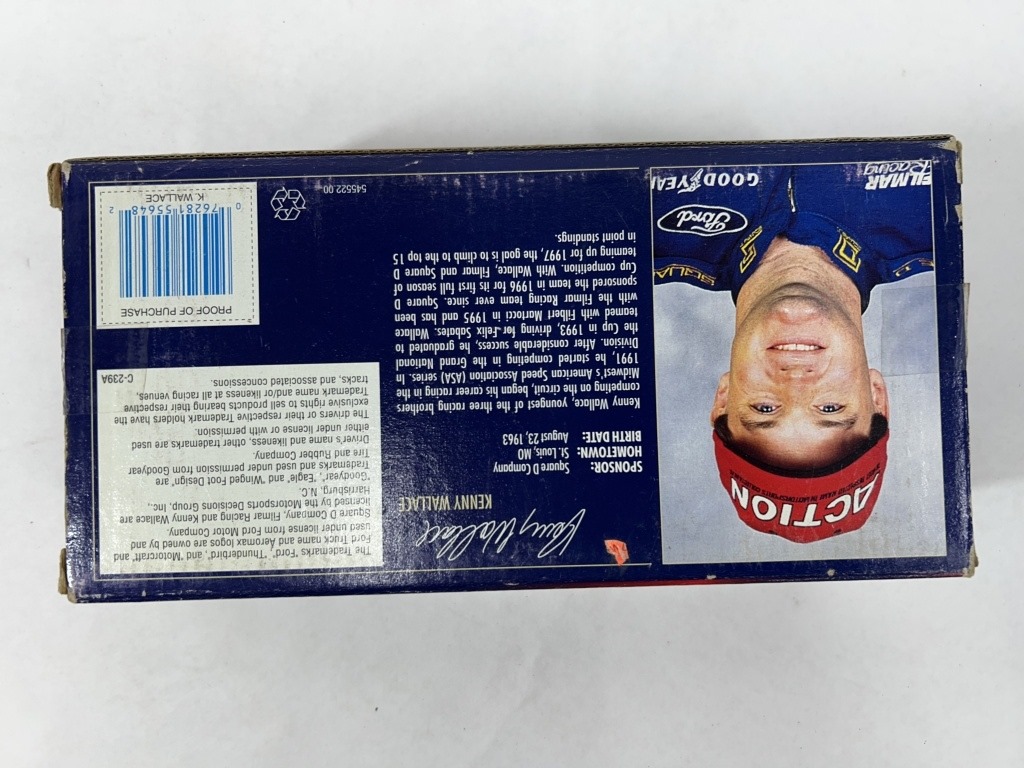 ACTION
Ford
GOODYEAR
FILMAR
Racing
Kenny Wallace
KENNY WALLACE
SPONSOR: Square D Company
HOMETOWN: St. Louis, MO
BIRTH DATE: August 23, 1963
Kenny Wallace, youngest of the three racing brothers
competing on the circuit, began his career racing in the
Midwest's American Speed Association (ASA) series. In
1991, he started competing in the Grand National
Division. After considerable success, he graduated to
the Cup in 1993, driving for Felix Sabates. Wallace
teamed with Filbert Martocci in 1995 and has been
with the Filmar Racing team ever since. Square D
sponsored the team in 1996 for its first full season of
Cup competition. With Wallace, Filmar and Square D
teaming up for 1997, the goal is to climb to the top 15
in point standings.
The Trademarks "Ford", "Thunderbird", and "Motorcraft" and
Ford Truck name and Aeromax logos are owned by and
used under license from Ford Motor Company.
Square D Company, Filmar Racing and Kenny Wallace are
licensed by the Motorsports Decisions Group, Inc.,
Harrisburg, N.C.
"Goodyear", "Eagle", and Winged Foot Design are
Trademarks and used under permission from Goodyear
Tire and Rubber Company.
Driver's name and likeness, other trademarks are used
either under license or with permission.
The drivers or their respective Trademark holders have the
exclusive rights to sell products bearing their respective
Trademark name and/or likeness at all racing venues,
tracks, and associated concessions.
C-239A
545522 00
PROOF OF PURCHASE
0 76281 55648 2
K. WALLACE